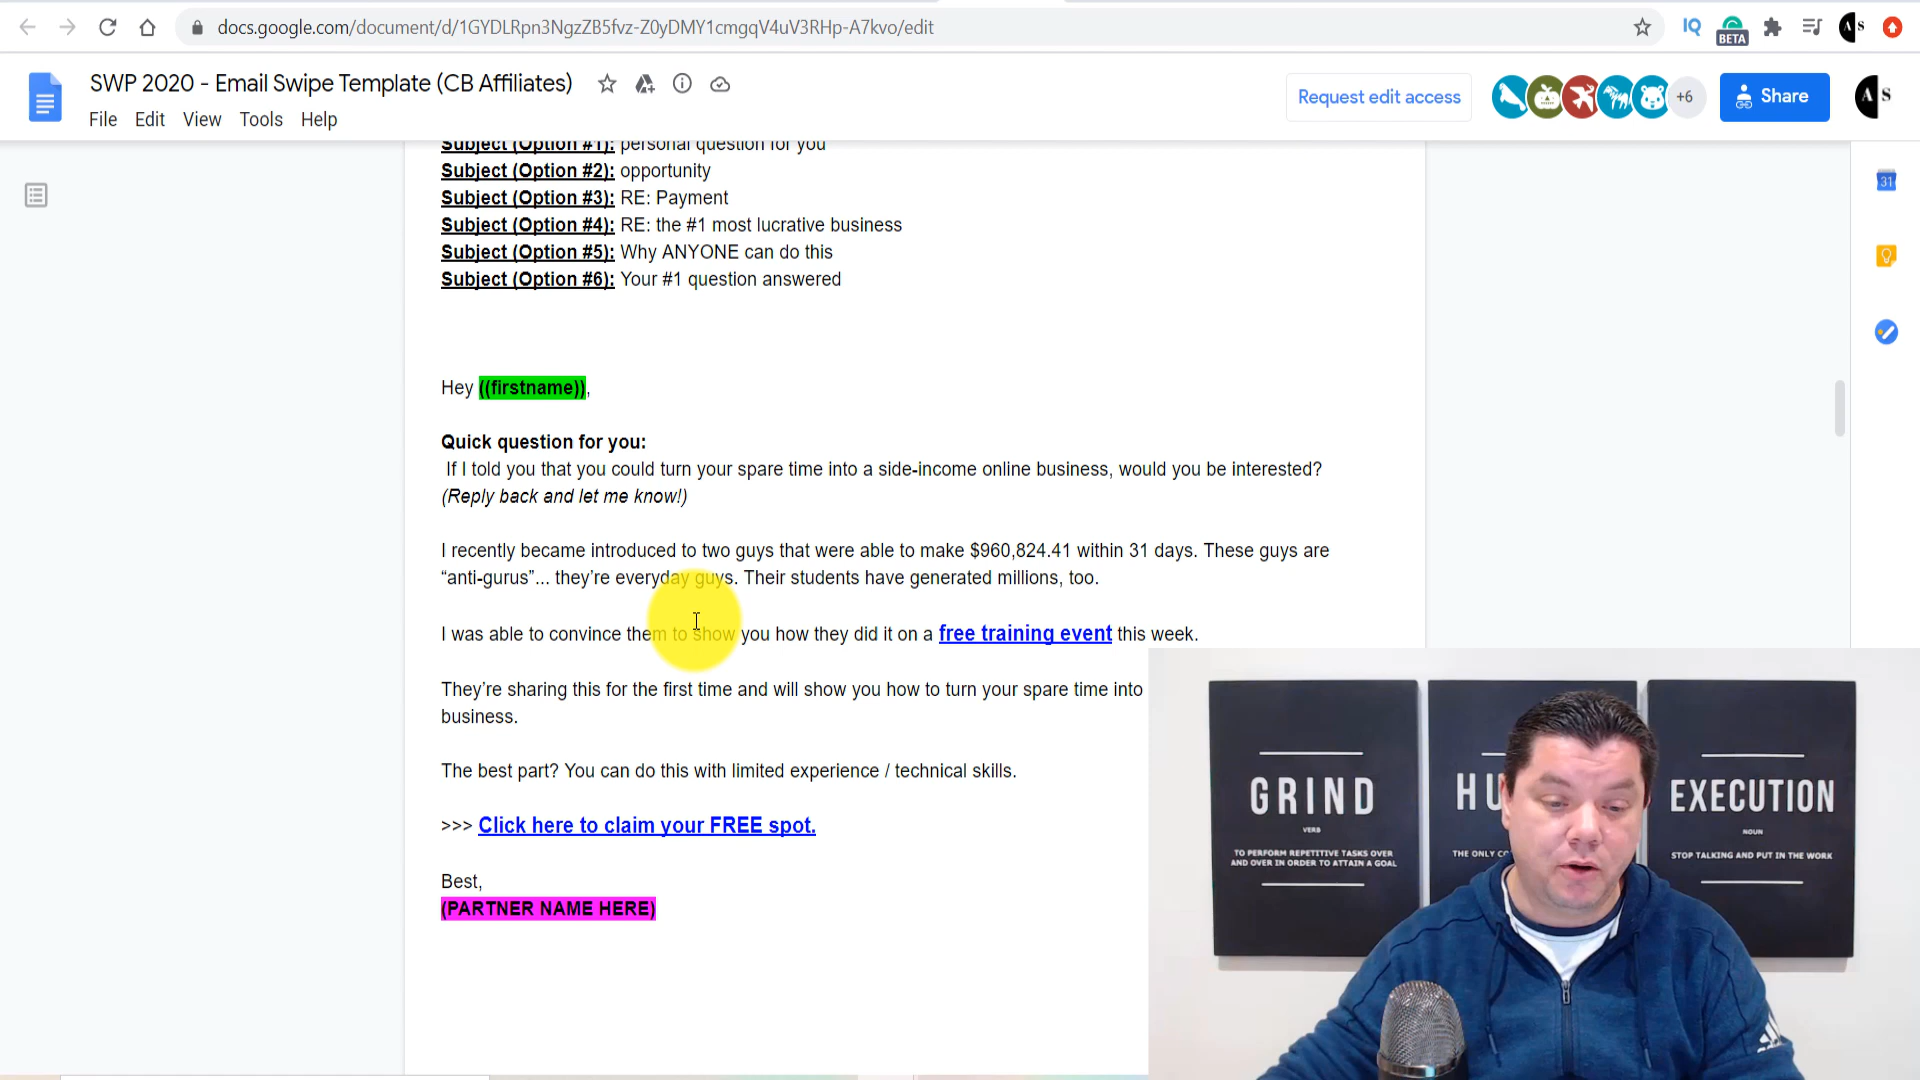 docs.google.com/document/d/1GYDLRpn3NgzZB5fvz-Z0yDMY1cmgqV4uV3RHp-A7kvo/edit
IQ
BETA
A S
SWP 2020 - Email Swipe Template (CB Affiliates)
File Edit View Tools Help
Request edit access
+6
Share
A S
31
Subject (Option #1): personal question for you
Subject (Option #2): opportunity
Subject (Option #3): RE: Payment
Subject (Option #4): RE: the #1 most lucrative business
Subject (Option #5): Why ANYONE can do this
Subject (Option #6): Your #1 question answered
Hey ((firstname)),
Quick question for you:
If I told you that you could turn your spare time into a side-income online business, would you be interested?
(Reply back and let me know!)
I recently became introduced to two guys that were able to make $960,824.41 within 31 days. These guys are
“anti-gurus”... they’re everyday guys. Their students have generated millions, too.
I was able to convince them to show you how they did it on a free training event this week.
They’re sharing this for the first time and will show you how to turn your spare time into
business.
The best part? You can do this with limited experience / technical skills.
>>> Click here to claim your FREE spot.
Best,
(PARTNER NAME HERE)
GRIND
VERB
TO PERFORM REPETITIVE TASKS OVER
AND OVER IN ORDER TO ATTAIN A GOAL
HU
THE ONLY
EXECUTION
NOUN
STOP TALKING AND PUT IN THE WORK